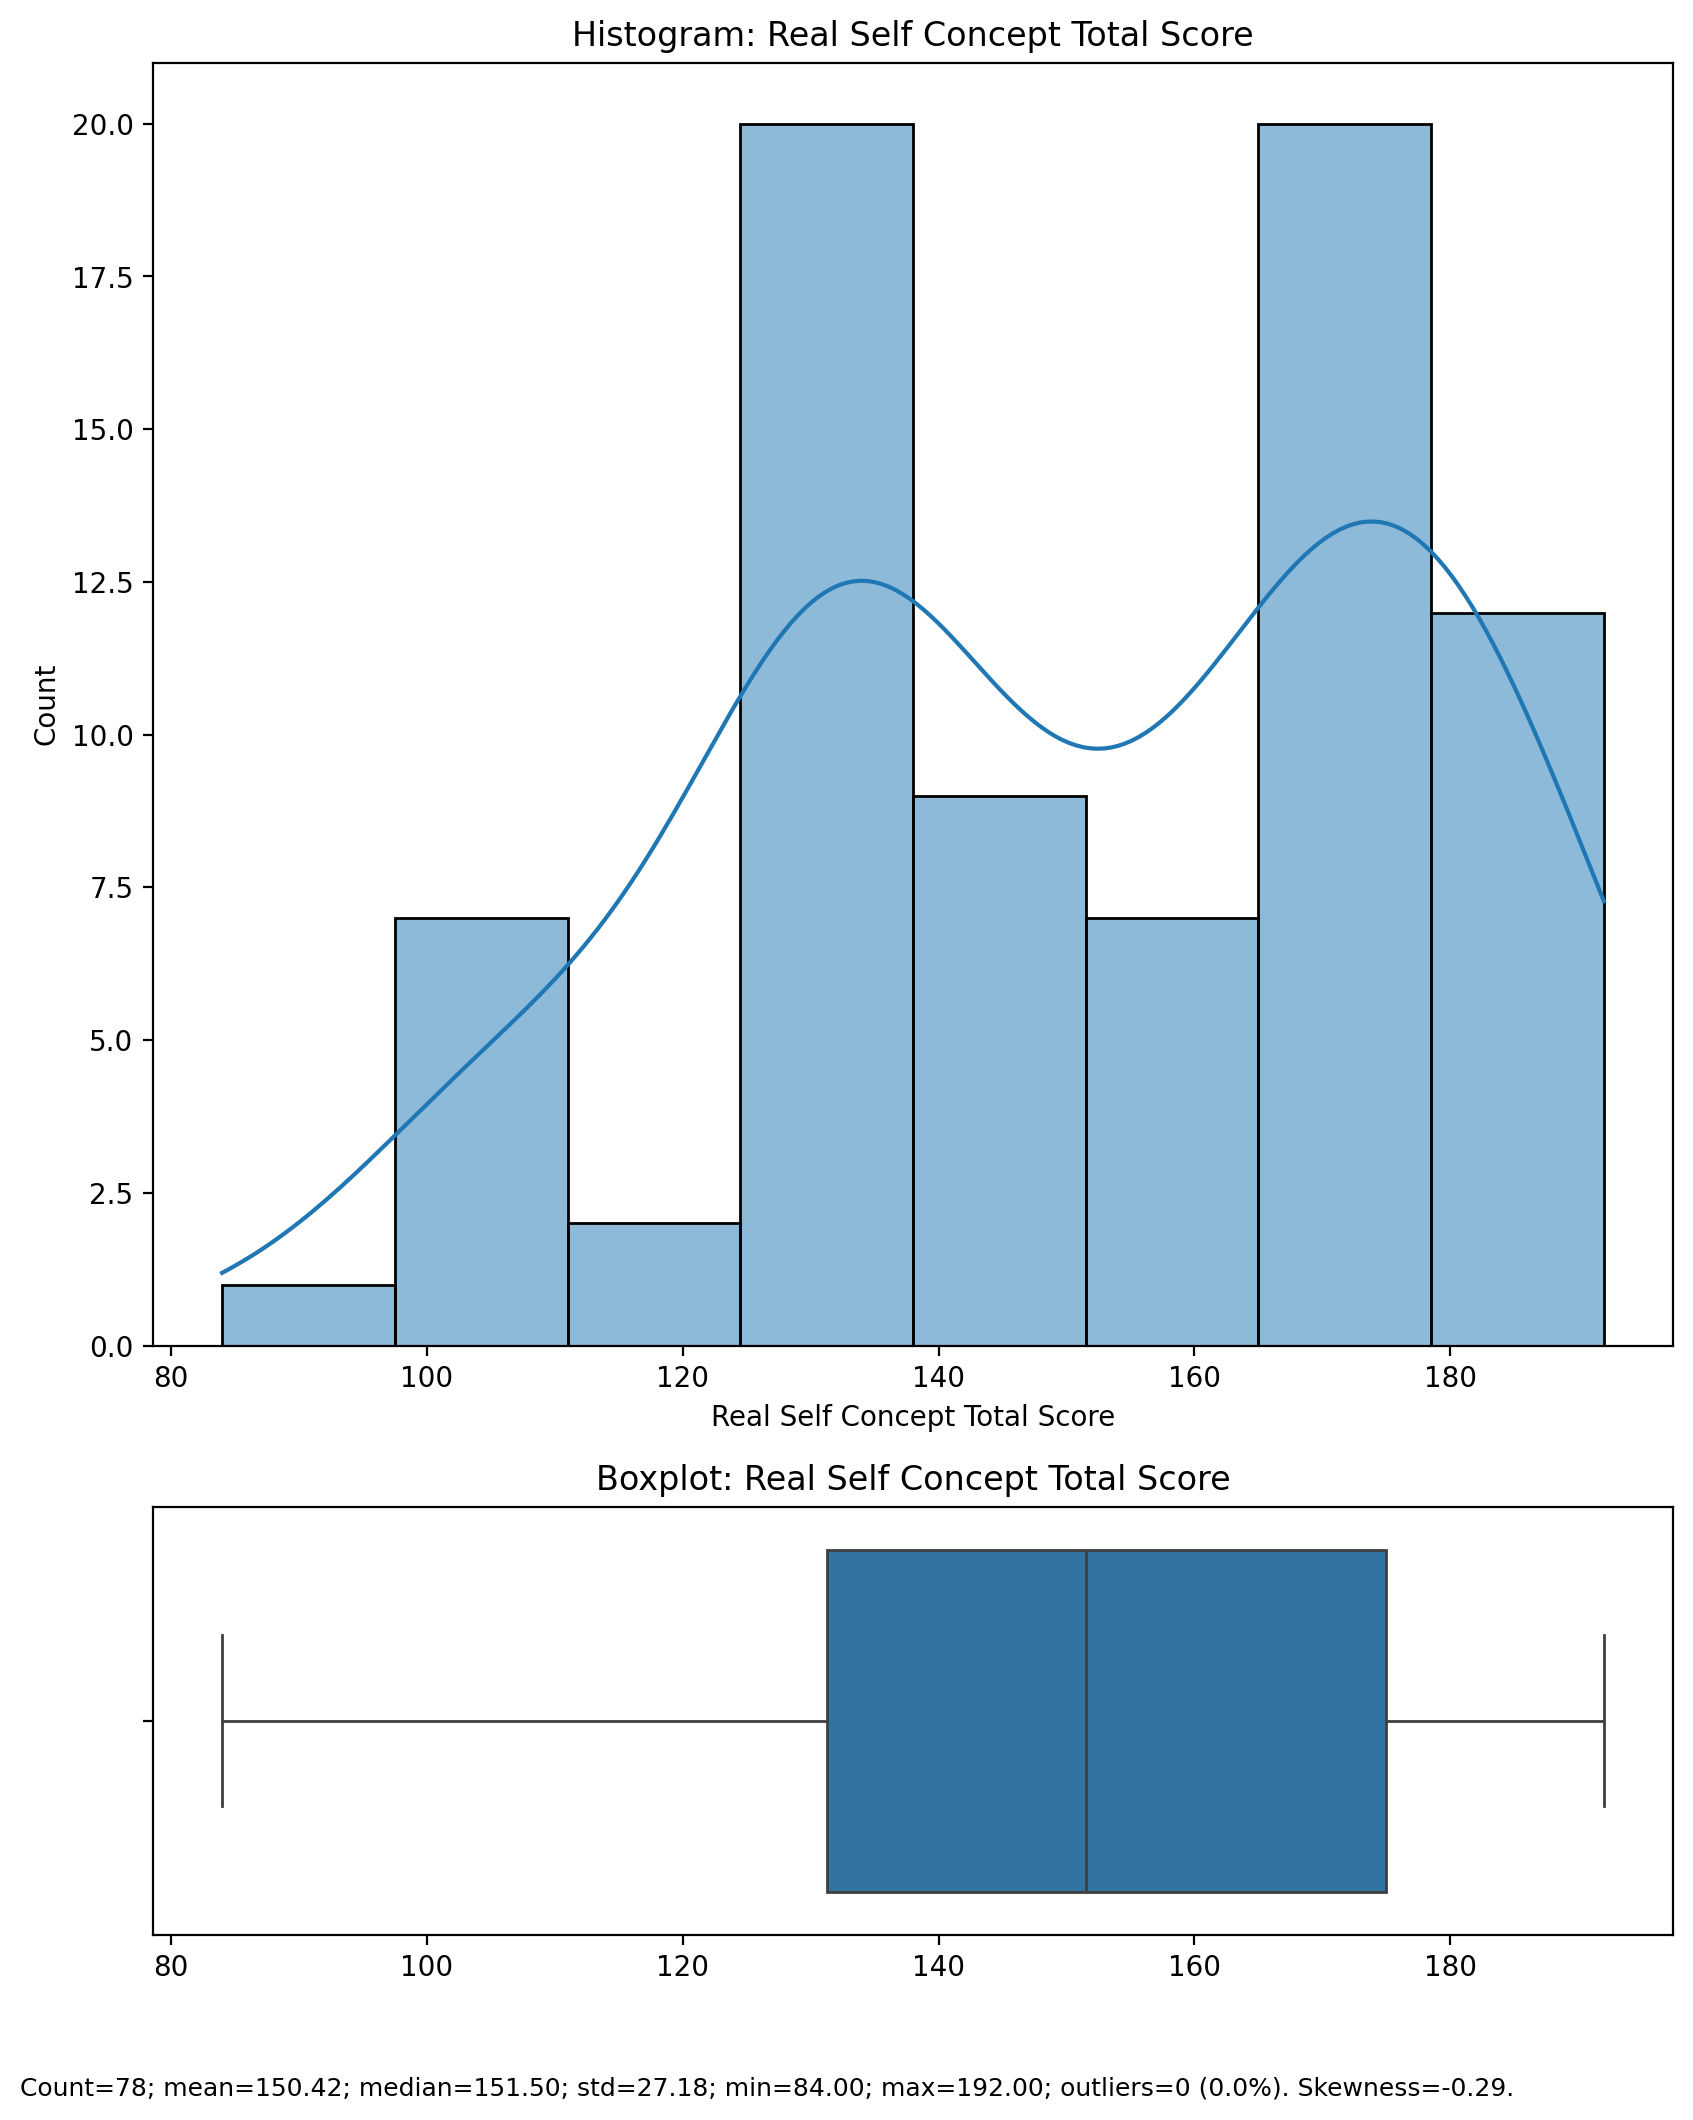 Histogram: Real Self Concept Total Score
20.0
17.5
15.0
12.5
Count
10.0
7.5
5.0
2.5
0.0
80 100 120 140 160 180
Real Self Concept Total Score
Boxplot: Real Self Concept Total Score
80 100 120 140 160 180
Count=78; mean=150.42; median=151.50; std=27.18; min=84.00; max=192.00; outliers=0 (0.0%). Skewness=-0.29.